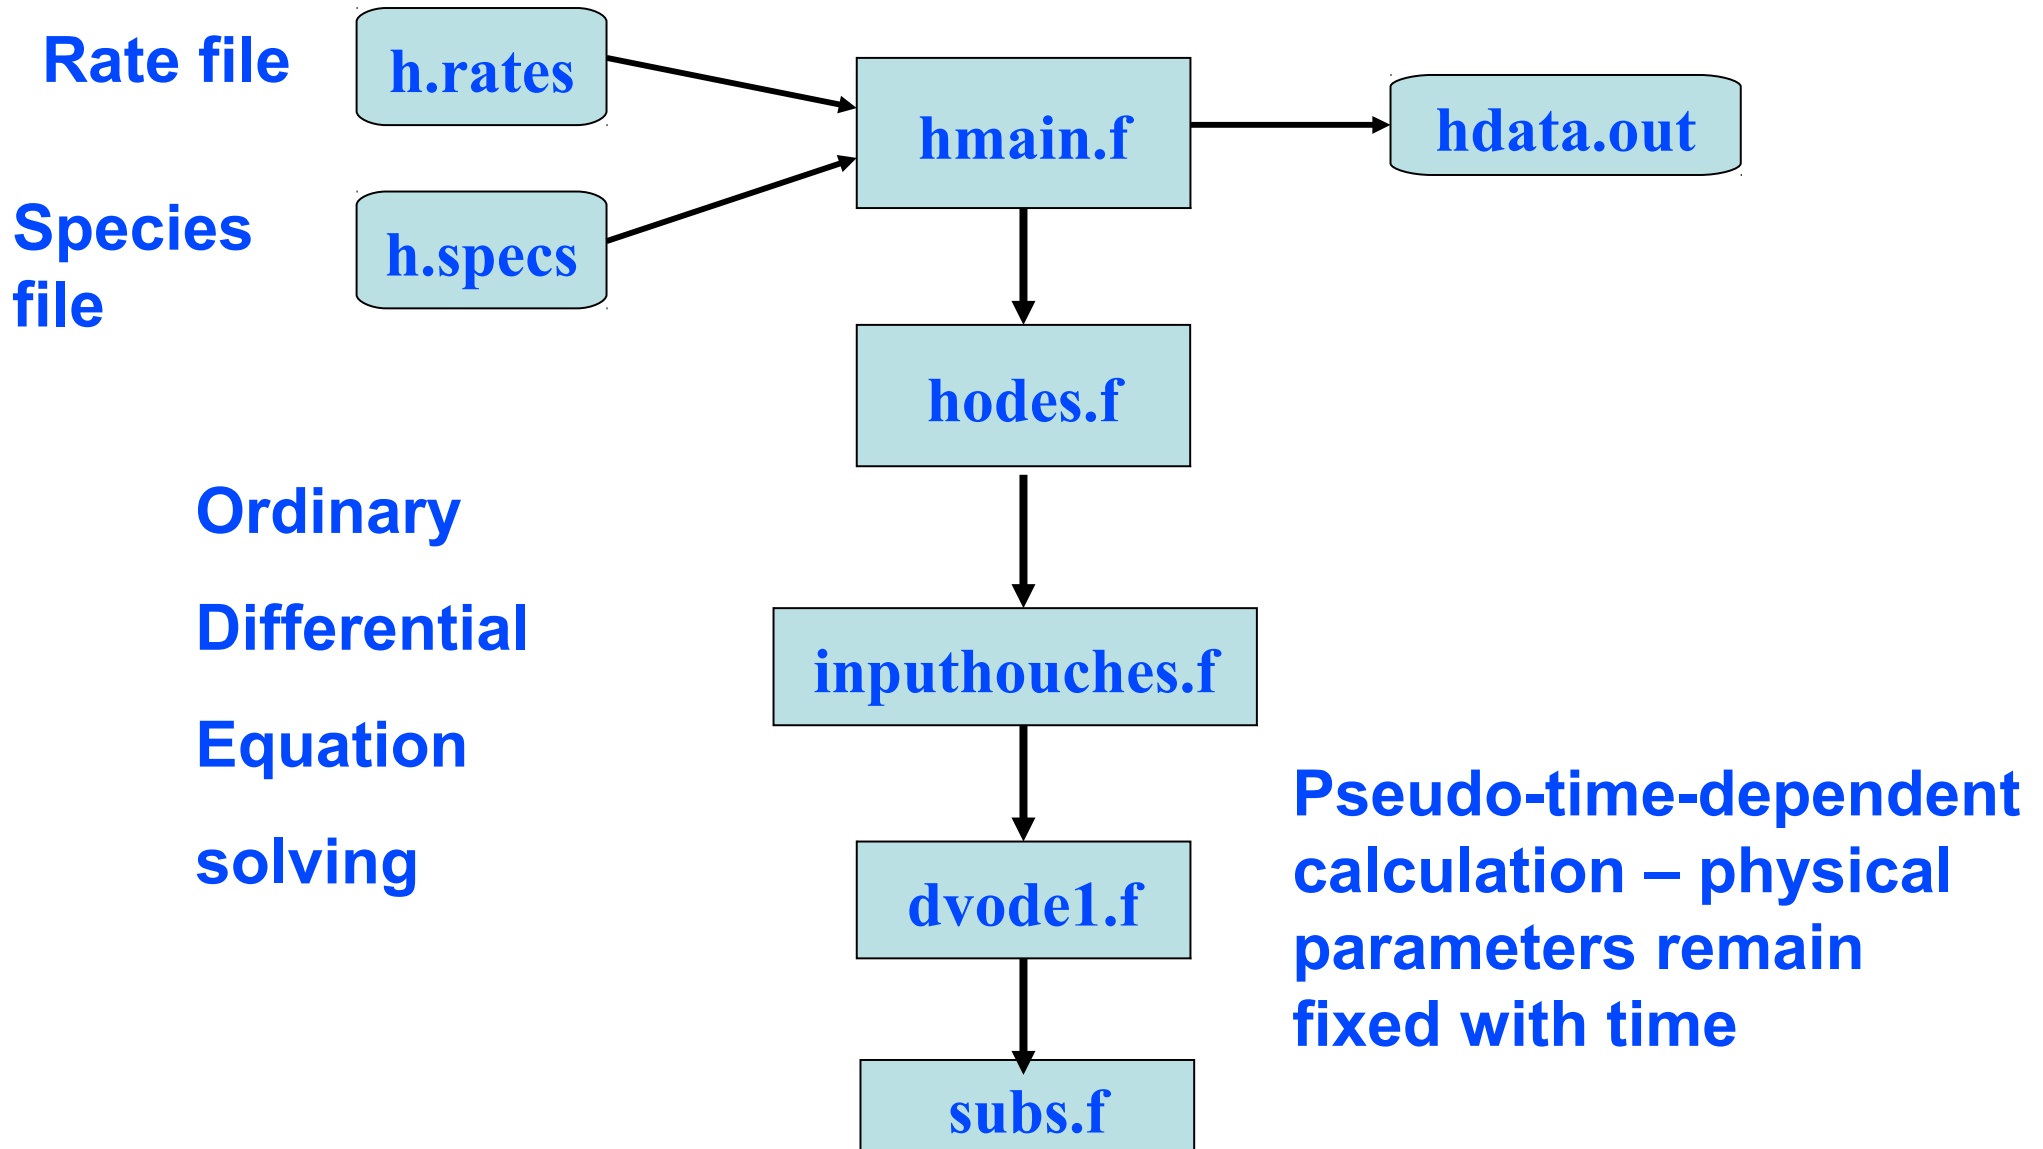 Rate file
h.rates
hmain.f
hdata.out
Species
file
h.specs
hodes.f
Ordinary
Differential
Equation
solving
inputhouches.f
dvode1.f
Pseudo-time-dependent
calculation – physical
parameters remain
fixed with time
subs.f